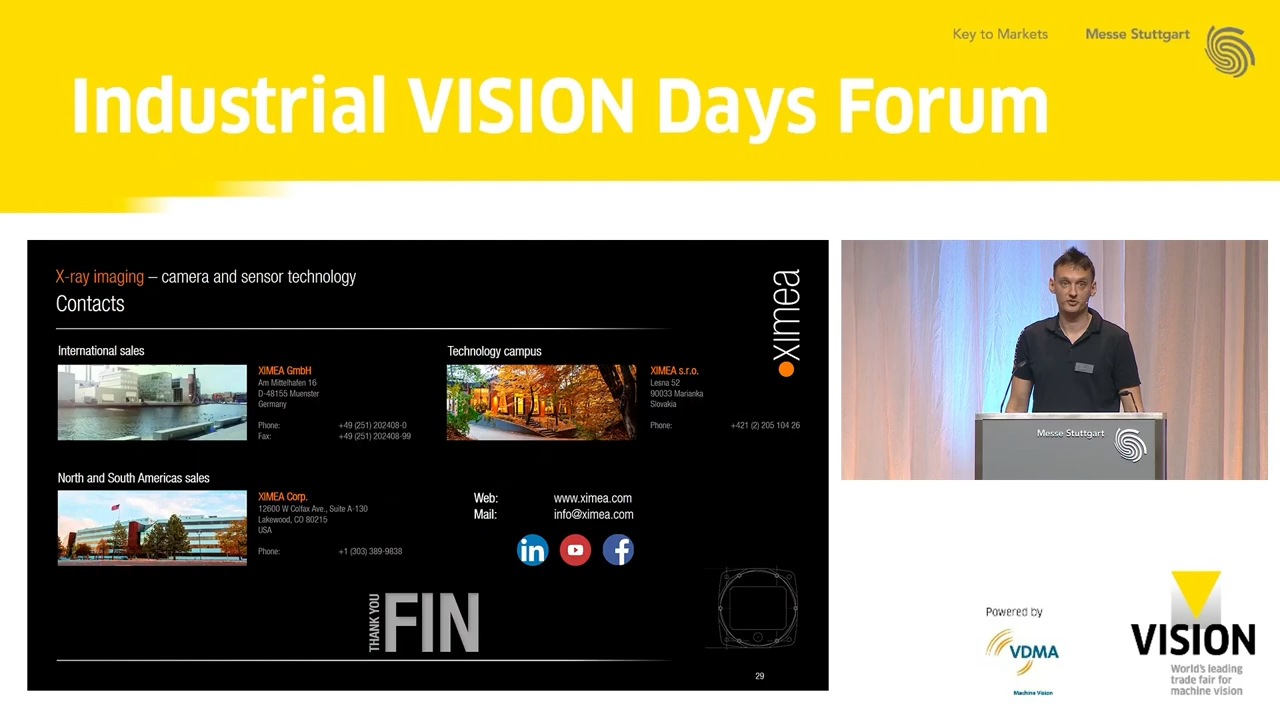 Key to Markets
Messe Stuttgart
Industrial VISION Days Forum
X-ray imaging – camera and sensor technology
Contacts
ximea
International sales
XIMEA GmbH
Am Mittelhafen 16
D-48155 Muenster
Germany
Phone: +49 (251) 202408-0
Fax: +49 (251) 202408-99
Technology campus
XIMEA s.r.o.
Lesna 52
90033 Marianka
Slovakia
Phone: +421 (2) 205 104 26
North and South Americas sales
XIMEA Corp.
12600 W Colfax Ave., Suite A-130
Lakewood, CO 80215
USA
Phone: +1 (303) 389-9838
Web: www.ximea.com
Mail: info@ximea.com
in
f
THANK YOU
FIN
29
Messe Stuttgart
Powered by
VDMA
Machine Vision
VISION
World's leading
trade fair for
machine vision